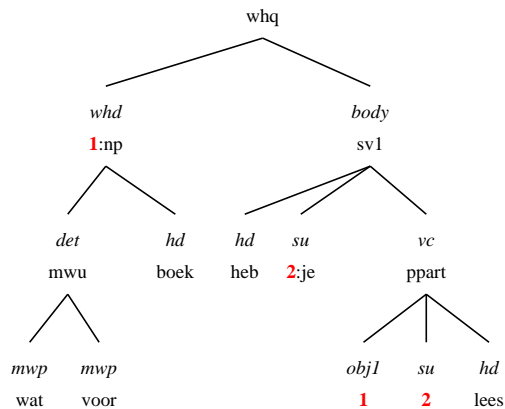 whq
whd body
1:np sv1
det hd hd su vc
mwu boek heb 2:je ppart
mwp mwp obj1 su hd
wat voor 1 2 lees